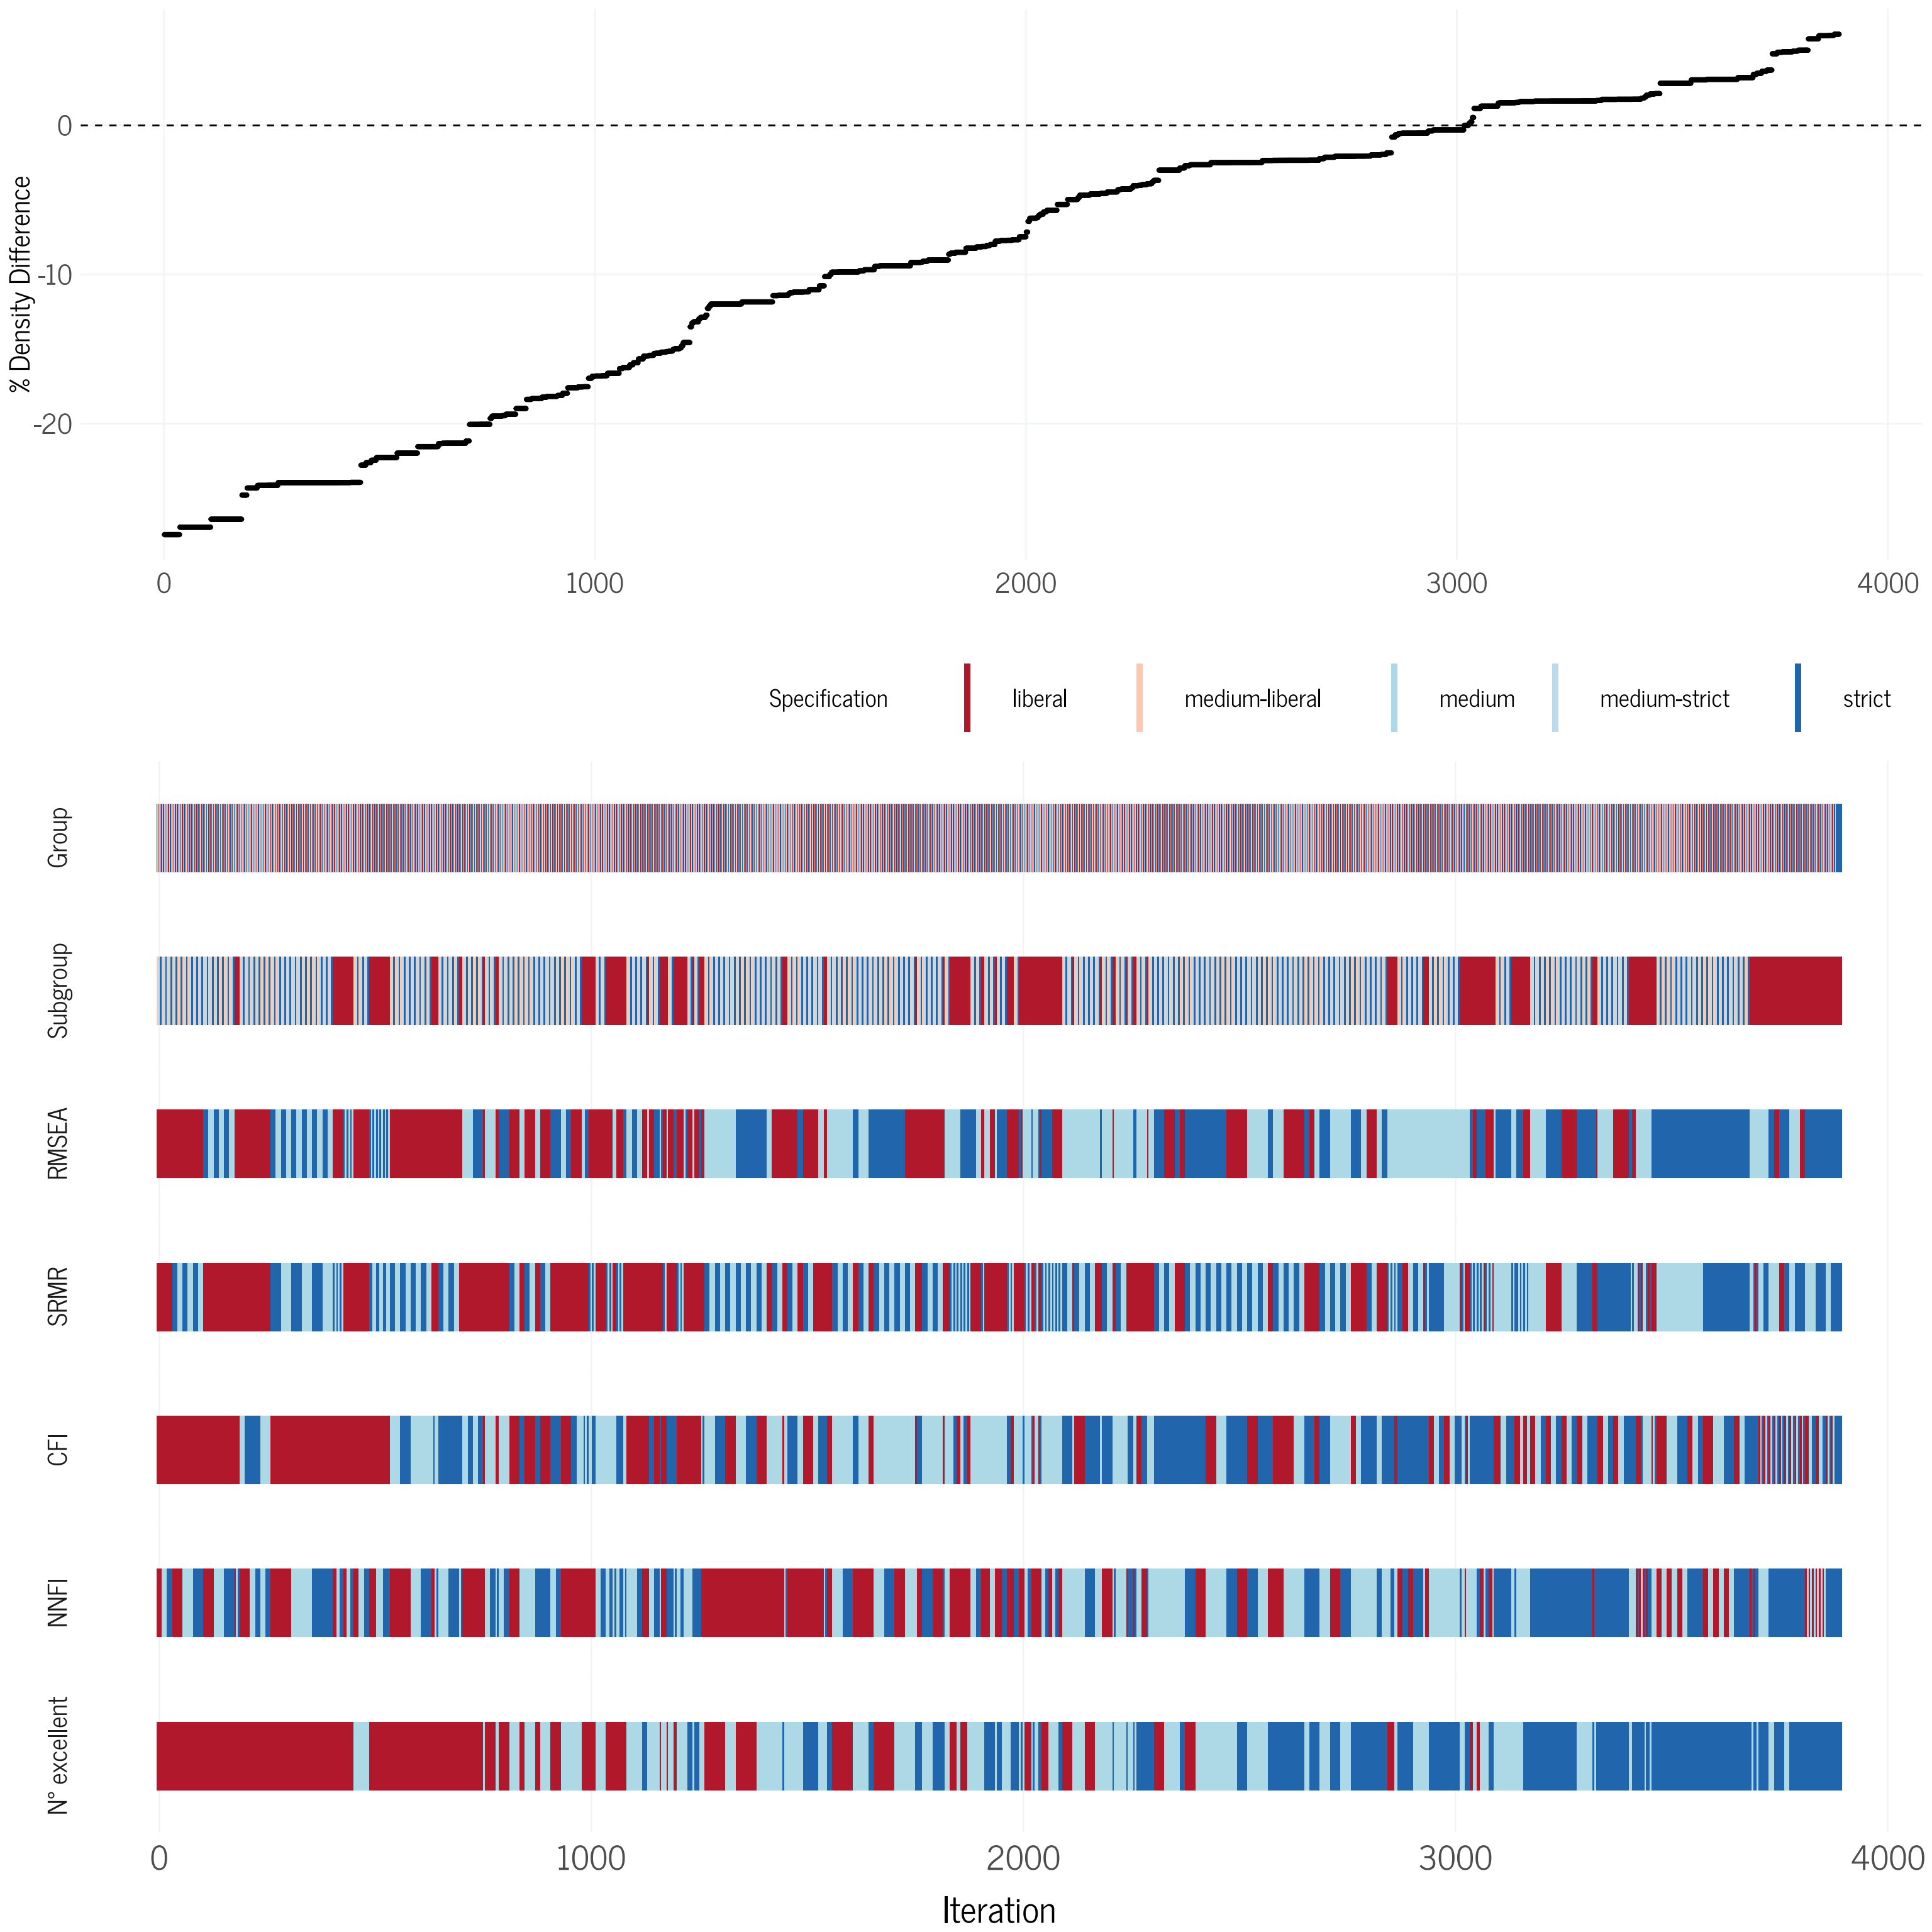 % Density Difference
0
-10
-20
0 1000 2000 3000 4000
Specification liberal medium-liberal medium medium-strict strict
Group
Subgroup
RMSEA
SRMR
CFI
NNFI
N° excellent
0 1000 2000 3000 4000
Iteration